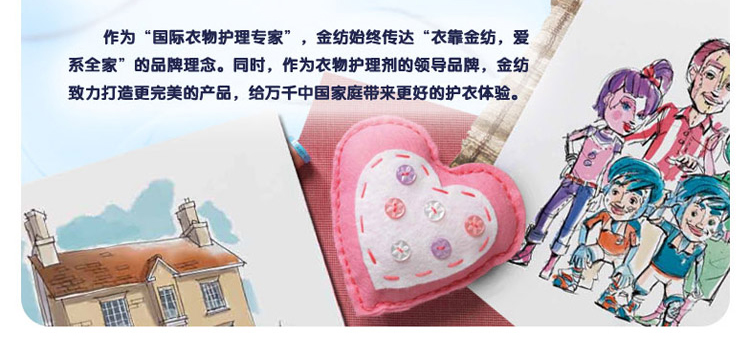 作为“国际衣物护理专家”，金纺始终传达“衣靠金纺，爱
系全家”的品牌理念。同时，作为衣物护理剂的领导品牌，金纺
致力打造更完美的产品，给万千中国家庭带来更好的护衣体验。